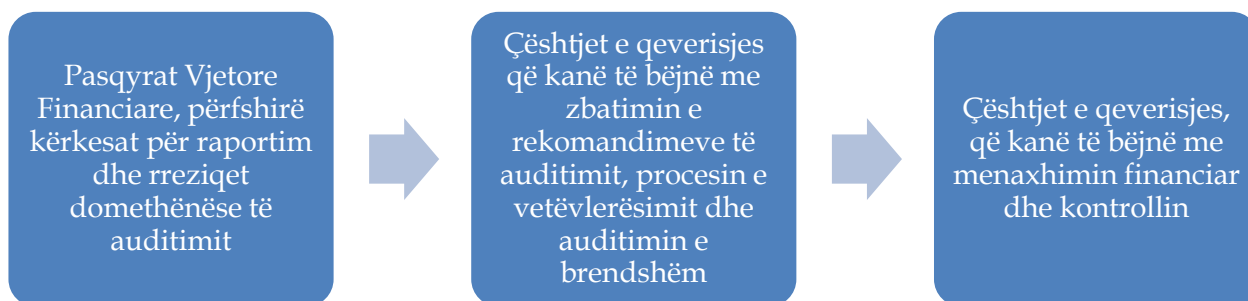 Pasqyrat Vjetore
Financiare, përfshirë
kërkesat për raportim
dhe rreziqet
domethënëse të
auditimit
Çështjet e qeverisjes
që kanë të bëjnë me
zbatimin e
rekomandimeve të
auditimit, procesin e
vetëvlerësimit dhe
auditimin e
brendshëm
Çështjet e qeverisjes,
që kanë të bëjnë me
menaxhimin financiar
dhe kontrollin